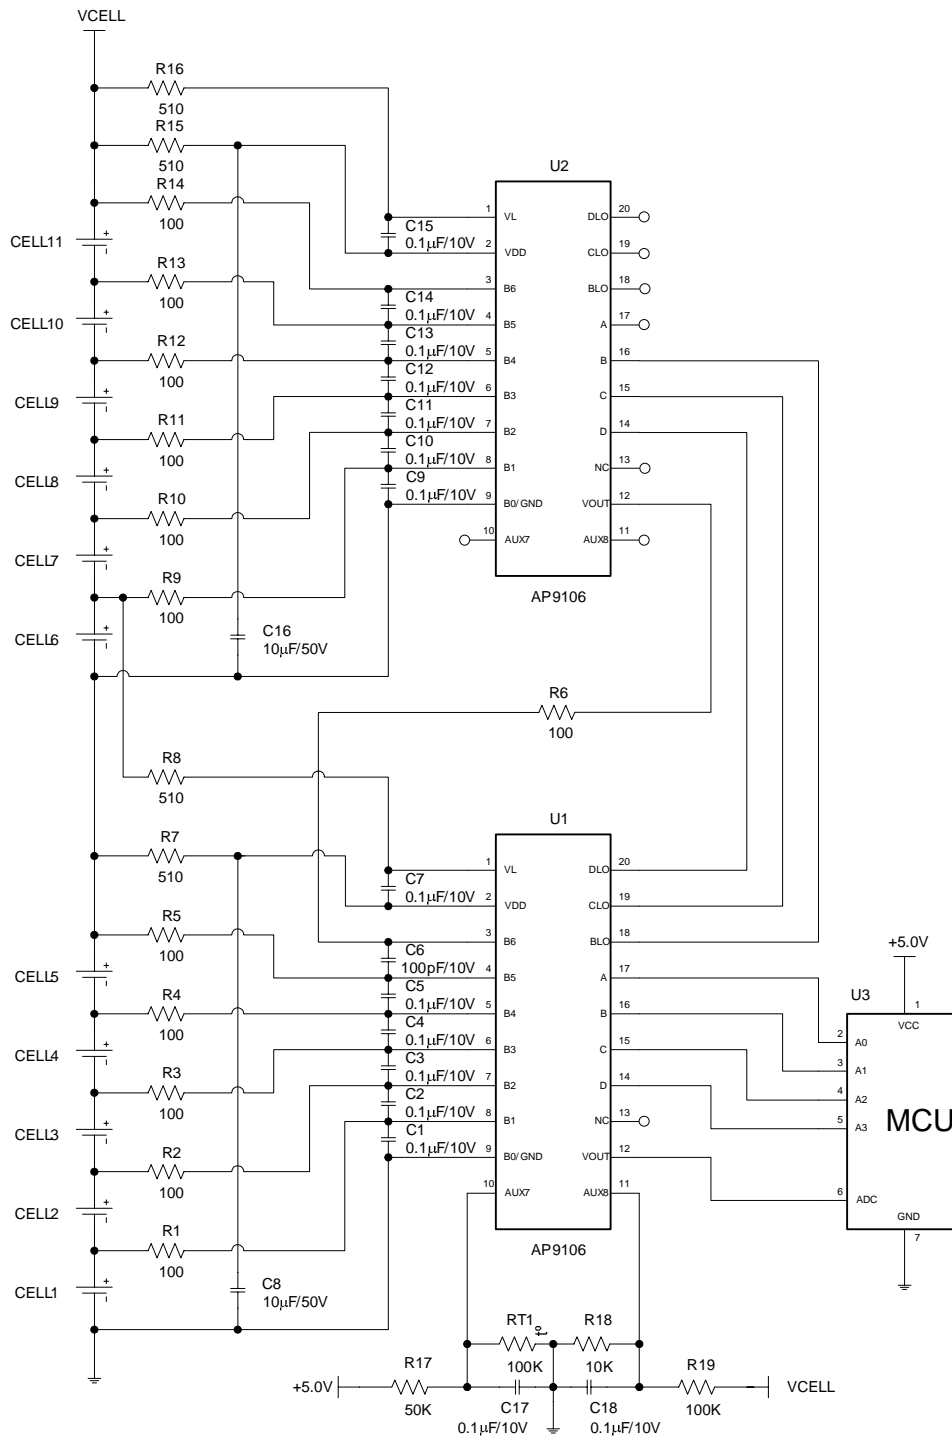 VCELL
R16
510
R15
510
R14
100
CELL11
R13
100
CELL10
R12
100
CELL9
R11
100
CELL8
R10
100
CELL7
R9
100
CELL6
C16
10µF/50V
C15
0.1µF/10V
C14
0.1µF/10V
C13
0.1µF/10V
C12
0.1µF/10V
C11
0.1µF/10V
C10
0.1µF/10V
C9
0.1µF/10V
U2
1 VL DLO 20
2 VDD CLO 19
3 B6 BLO 18
4 B5 A 17
5 B4 B 16
6 B3 C 15
7 B2 D 14
8 B1 NC 13
9 B0/GND VOUT 12
10 AUX7 AUX8 11
AP9106
R6
100
R8
510
R7
510
R5
100
CELL5
R4
100
CELL4
R3
100
CELL3
R2
100
CELL2
R1
100
CELL1
C8
10µF/50V
C7
0.1µF/10V
C6
100pF/10V
C5
0.1µF/10V
C4
0.1µF/10V
C3
0.1µF/10V
C2
0.1µF/10V
C1
0.1µF/10V
U1
1 VL DLO 20
2 VDD CLO 19
3 B6 BLO 18
4 B5 A 17
5 B4 B 16
6 B3 C 15
7 B2 D 14
8 B1 NC 13
9 B0/GND VOUT 12
10 AUX7 AUX8 11
AP9106
+5.0V
U3
1
VCC
2 A0
3 A1
4 A2
5 A3
MCU
6 ADC
GND
7
RT1
t°
100K
R18
10K
+5.0V
R17
50K
C17
0.1µF/10V
C18
0.1µF/10V
R19
100K
VCELL